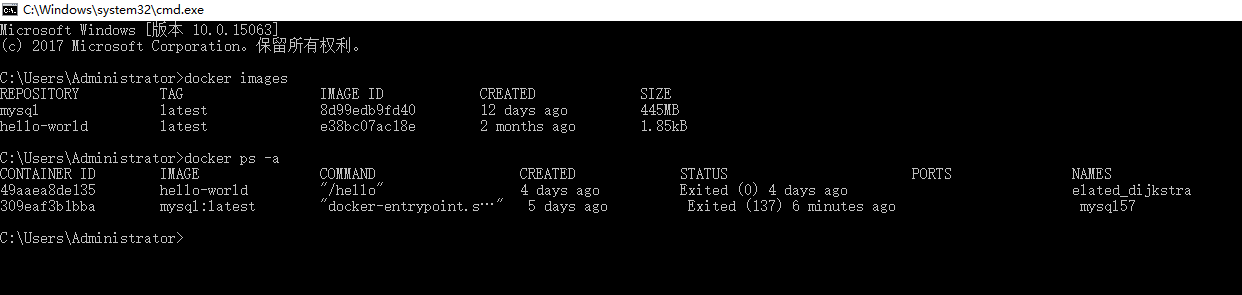 C:\Windows\system32\cmd.exe
Microsoft Windows [版本 10.0.15063]
(c) 2017 Microsoft Corporation。保留所有权利。
C:\Users\Administrator>docker images
REPOSITORY TAG IMAGE ID CREATED SIZE
mysql latest 8d99edb9fd40 12 days ago 445MB
hello-world latest e38bc07ac18e 2 months ago 1.85kB
C:\Users\Administrator>docker ps -a
CONTAINER ID IMAGE COMMAND CREATED STATUS PORTS NAMES
49aaea8de135 hello-world "/hello" 4 days ago Exited (0) 4 days ago elated_dijkstra
309eaf3b1bba mysql:latest "docker-entrypoint.s…" 5 days ago Exited (137) 6 minutes ago mysql57
C:\Users\Administrator>